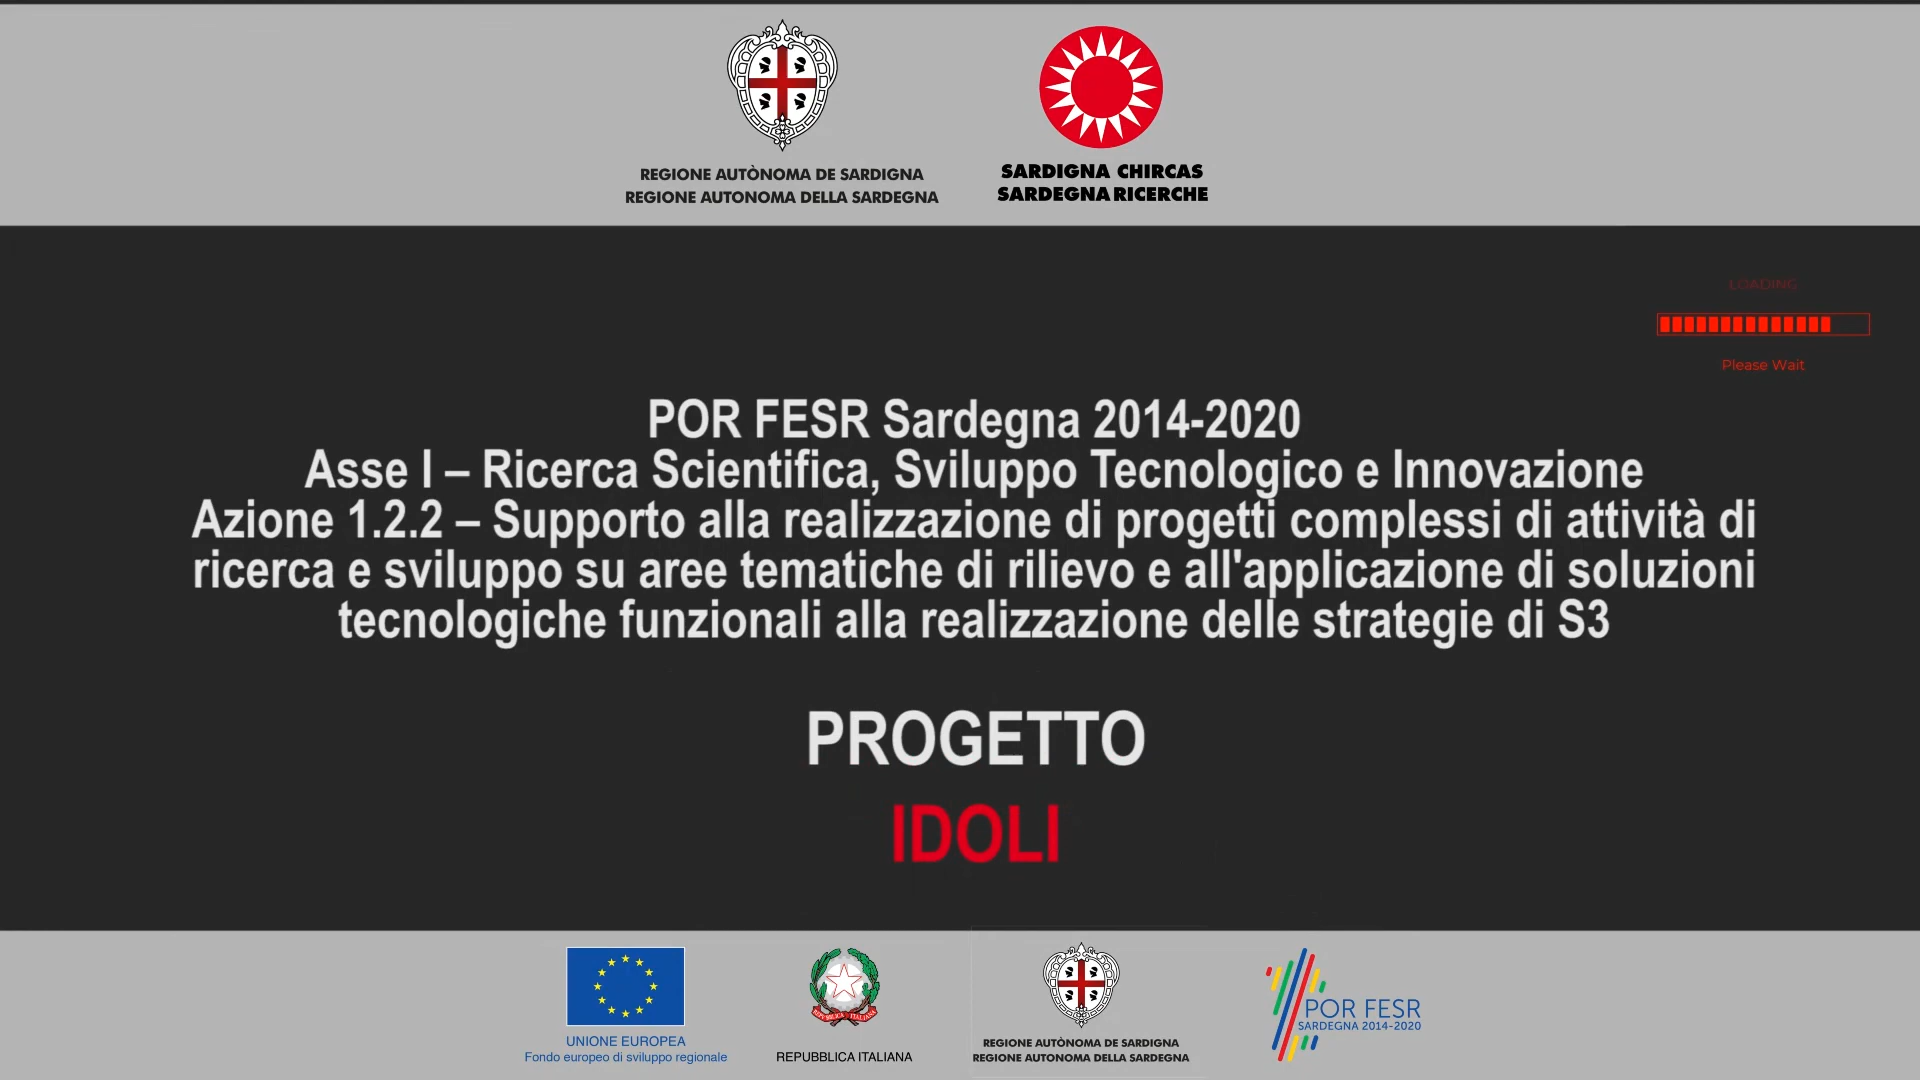 REGIONE AUTÒNOMA DE SARDIGNA
REGIONE AUTONOMA DELLA SARDEGNA
SARDIGNA CHIRCAS
SARDEGNA RICERCHE
LOADING
Please Wait
POR FESR Sardegna 2014-2020
Asse I – Ricerca Scientifica, Sviluppo Tecnologico e Innovazione
Azione 1.2.2 – Supporto alla realizzazione di progetti complessi di attività di
ricerca e sviluppo su aree tematiche di rilievo e all'applicazione di soluzioni
tecnologiche funzionali alla realizzazione delle strategie di S3
PROGETTO
IDOLI
UNIONE EUROPEA
Fondo europeo di sviluppo regionale
REPVBBLICA ITALIANA
REPUBBLICA ITALIANA
REGIONE AUTÒNOMA DE SARDIGNA
REGIONE AUTONOMA DELLA SARDEGNA
POR FESR
SARDEGNA 2014-2020